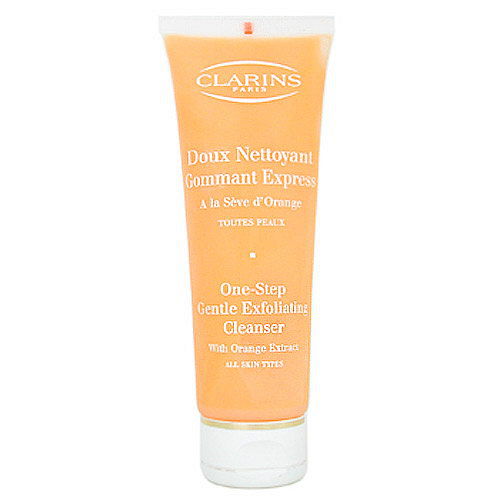 CLARINS
PARIS
Doux Nettoyant
Gommant Express
A la Sève d'Orange
TOUTES PEAUX
One-Step
Gentle Exfoliating
Cleanser
With Orange Extract
ALL SKIN TYPES